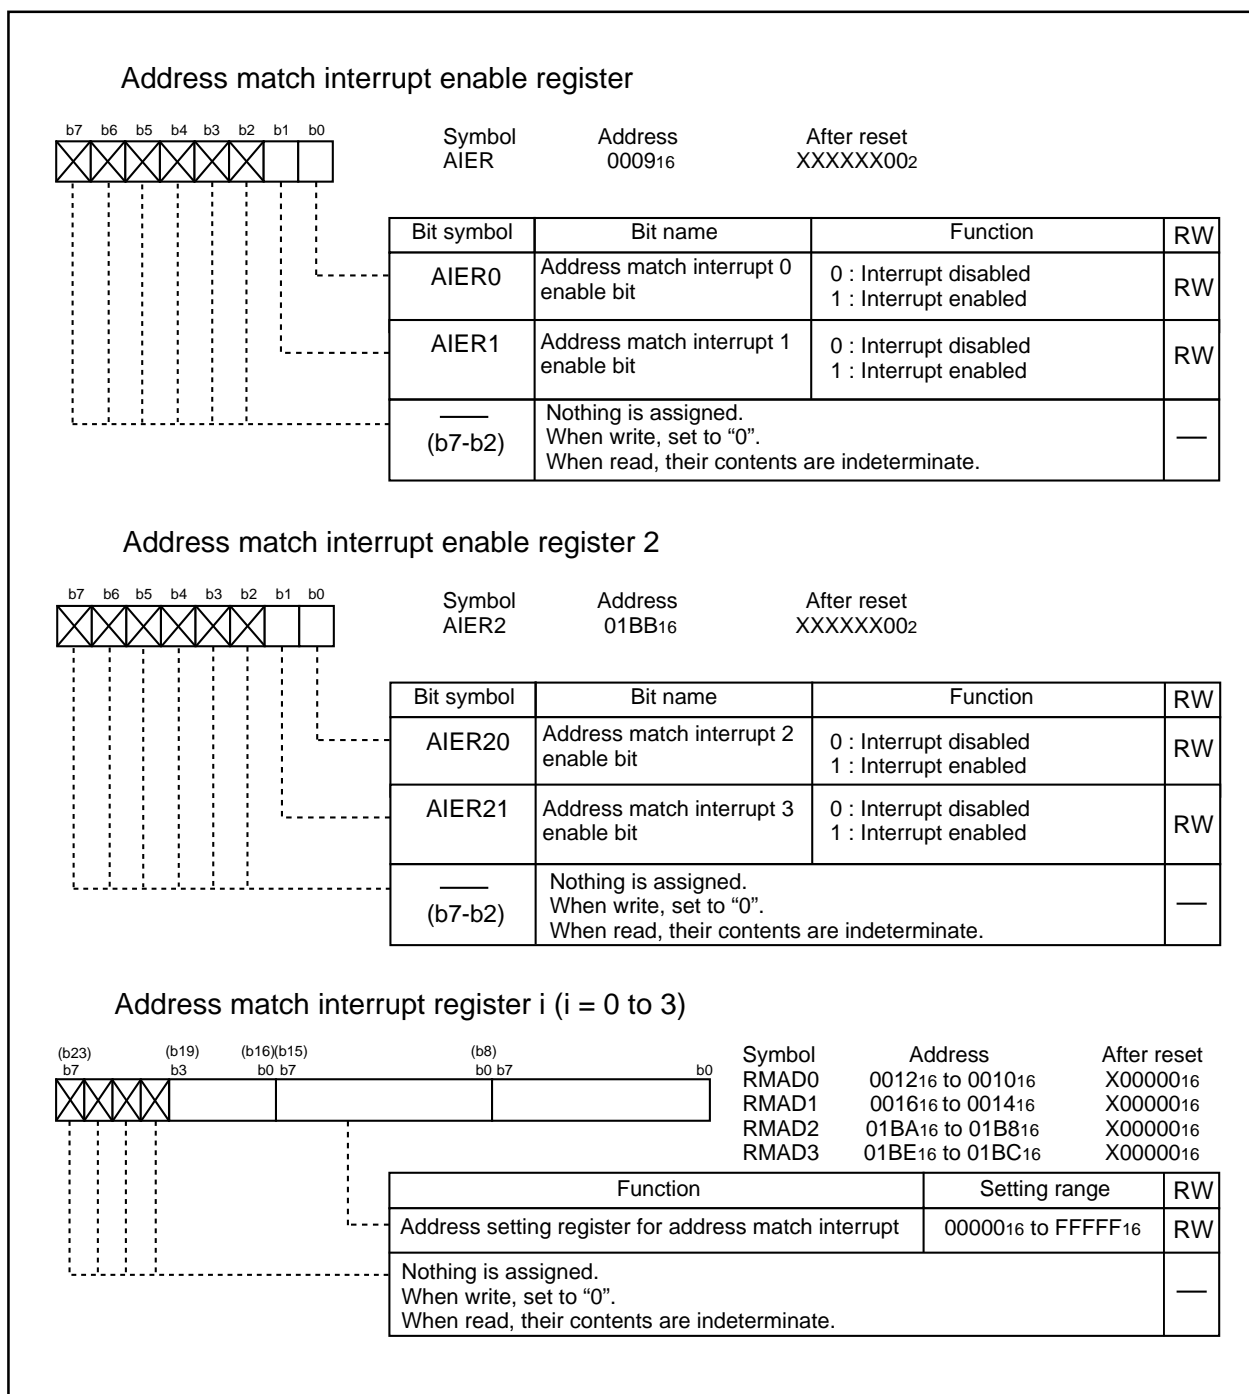 Address match interrupt enable register
b7 b6 b5 b4 b3 b2 b1 b0
Symbol Address After reset
AIER 000916 XXXXXX002
Bit symbol Bit name Function RW
AIER0 Address match interrupt 0 enable bit 0 : Interrupt disabled RW
1 : Interrupt enabled
AIER1 Address match interrupt 1 enable bit 0 : Interrupt disabled RW
1 : Interrupt enabled
(b7-b2) Nothing is assigned.
When write, set to “0”.
When read, their contents are indeterminate.
—
Address match interrupt enable register 2
b7 b6 b5 b4 b3 b2 b1 b0
Symbol Address After reset
AIER2 01BB16 XXXXXX002
Bit symbol Bit name Function RW
AIER20 Address match interrupt 2 enable bit 0 : Interrupt disabled RW
1 : Interrupt enabled
AIER21 Address match interrupt 3 enable bit 0 : Interrupt disabled RW
1 : Interrupt enabled
(b7-b2) Nothing is assigned.
When write, set to “0”.
When read, their contents are indeterminate.
—
Address match interrupt register i (i = 0 to 3)
(b23) (b19) (b16)(b15) (b8)
b7 b3 b0 b7 b0 b7 b0
Symbol Address After reset
RMAD0 001216 to 001016 X0000016
RMAD1 001616 to 001416 X0000016
RMAD2 01BA16 to 01B816 X0000016
RMAD3 01BE16 to 01BC16 X0000016
Function Setting range RW
Address setting register for address match interrupt 0000016 to FFFFF16 RW
Nothing is assigned.
When write, set to “0”.
When read, their contents are indeterminate.
—